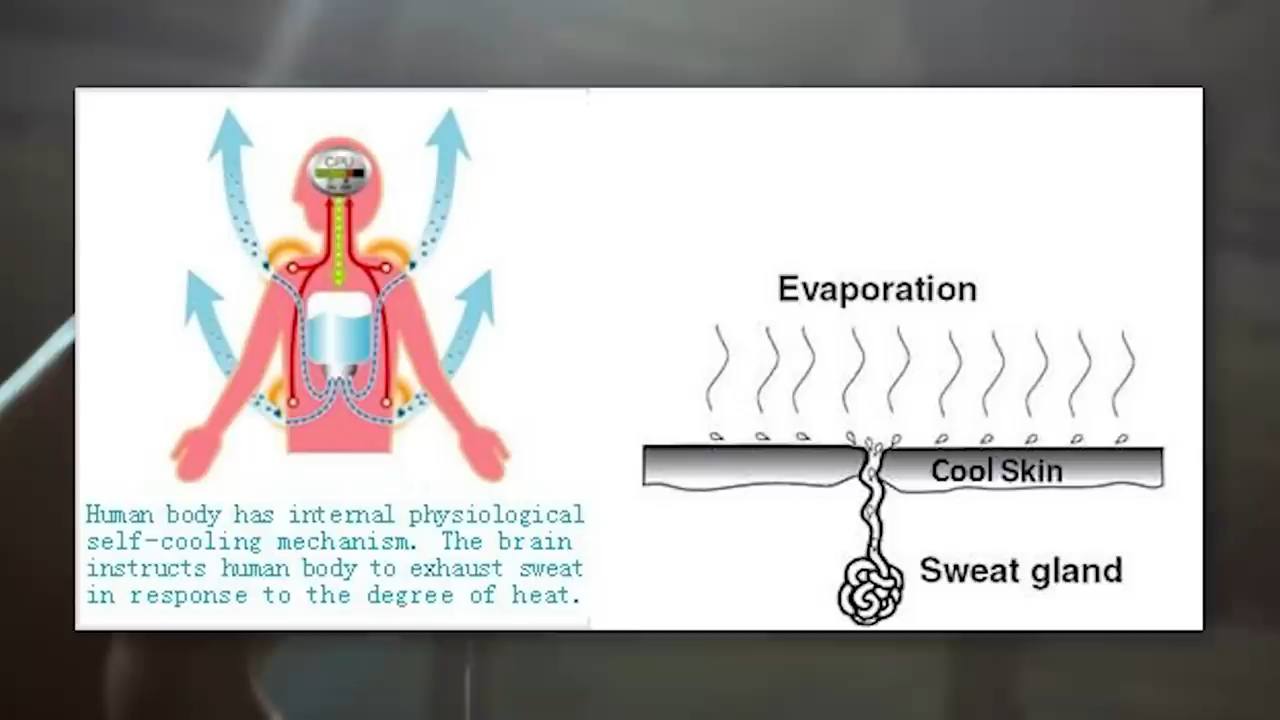 CPU
Human body has internal physiological
self-cooling mechanism. The brain
instructs human body to exhaust sweat
in response to the degree of heat.
Evaporation
Cool Skin
Sweat gland